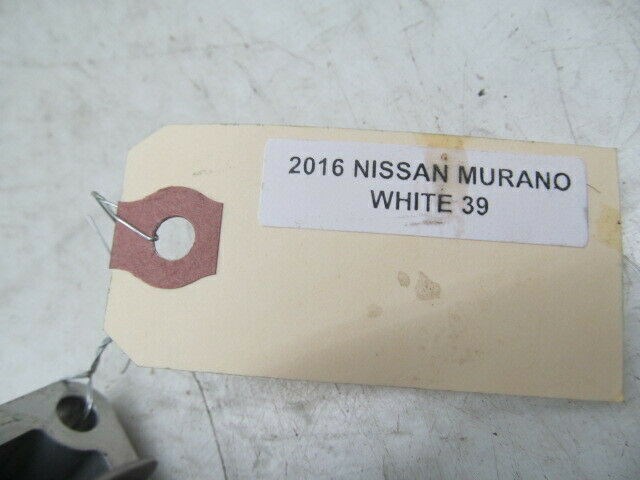 2016 NISSAN MURANO
WHITE 39